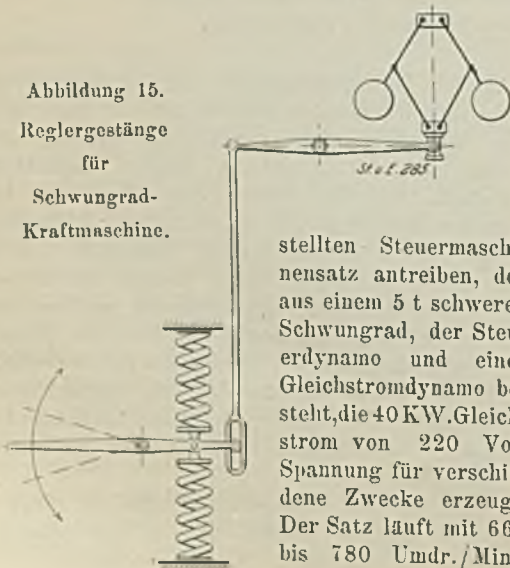 Abbildung 15.
Reglergestänge
für
Schwungrad-
Kraftmaschine.
St. u. E. 285
stellten Steuermasch
nensatz antreiben, de
aus einem 5 t schwere
Schwungrad, der Steu
erdynamo und eine
Gleichstromdynamo be
steht, die 40 KW. Gleich
strom von 220 Vo
Spannung für verschi
dene Zwecke erzeug
Der Satz läuft mit 66
bis 780 Umdr./Min